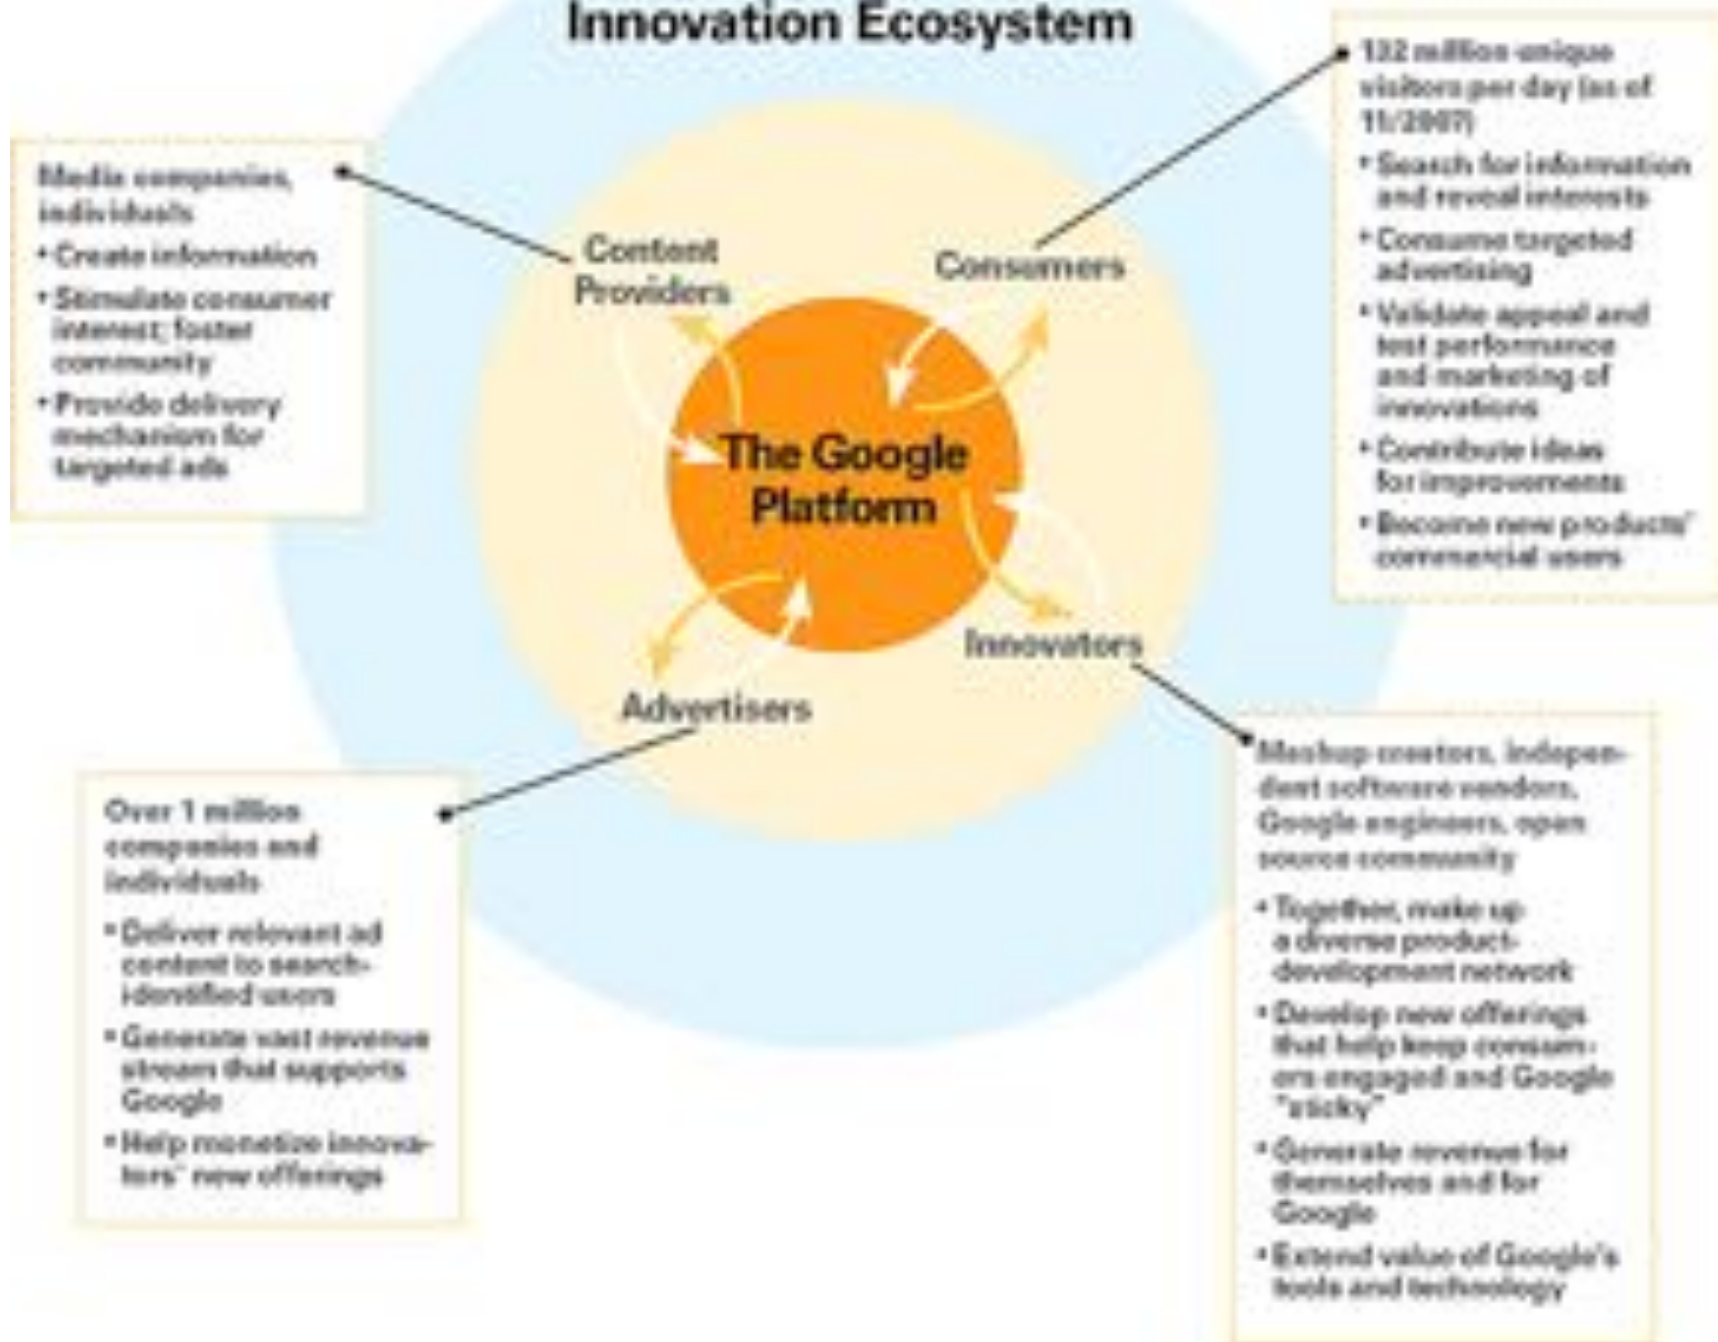 Innovation Ecosystem
Media companies,
individuals
• Create information
• Stimulate consumer
interest; foster
community
• Provide delivery
mechanism for
targeted ads
Content
Providers
Consumers
132 million unique
visitors per day (as of
11/2007)
• Search for information
and reveal interests
• Consume targeted
advertising
• Validate appeal and
test performance
and marketing of
innovations
• Contribute ideas
for improvements
• Become new products'
commercial users
The Google
Platform
Advertisers
Innovators
Over 1 million
companies and
individuals
• Deliver relevant ad
content to search-
identified users
• Generate vast revenue
stream that supports
Google
• Help monetize innova-
tors' new offerings
Mashup creators, indepen-
dent software vendors,
Google engineers, open
source community
• Together, make up
a diverse product-
development network
• Develop new offerings
that help keep consum-
ers engaged and Google
"sticky"
• Generate revenue for
themselves and for
Google
• Extend value of Google's
tools and technology